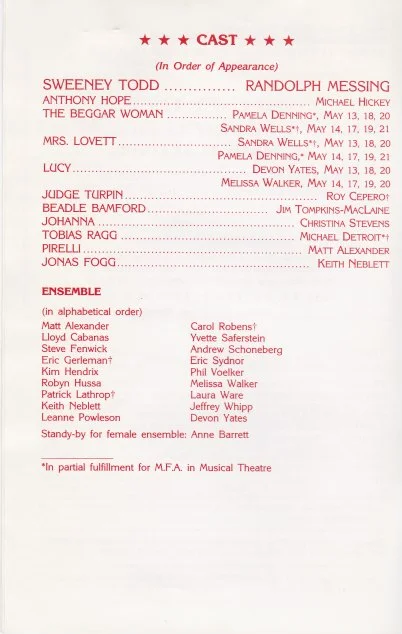 ★ ★ ★ CAST ★ ★ ★
(In Order of Appearance)
SWEENEY TODD .............. RANDOLPH MESSING
ANTHONY HOPE .............. MICHAEL HICKEY
THE BEGGAR WOMAN .............. PAMELA DENNING*, MAY 13, 18, 20
SANDRA WELLS*†, MAY 14, 17, 19, 21
MRS. LOVETT .............. SANDRA WELLS*†, MAY 13, 18, 20
PAMELA DENNING,* MAY 14, 17, 19, 21
LUCY .............. DEVON YATES, MAY 13, 18, 20
MELISSA WALKER, MAY 14, 17, 19, 20
JUDGE TURPIN .............. ROY CEPERO†
BEADLE BAMFORD .............. JIM TOMPKINS-MACLAINE
JOHANNA .............. CHRISTINA STEVENS
TOBIAS RAGG .............. MICHAEL DETROIT*†
PIRELLI .............. MATT ALEXANDER
JONAS FOGG .............. KEITH NEBLETT
ENSEMBLE
(in alphabetical order)
Matt Alexander
Lloyd Cabanas
Steve Fenwick
Eric Gerleman†
Kim Hendrix
Robyn Hussa
Patrick Lathrop†
Keith Neblett
Leanne Powleson
Carol Robens†
Yvette Saferstein
Andrew Schoneberg
Eric Sydnor
Phil Voelker
Melissa Walker
Laura Ware
Jeffrey Whipp
Devon Yates
Standy-by for female ensemble: Anne Barrett
*In partial fulfillment for M.F.A. in Musical Theatre